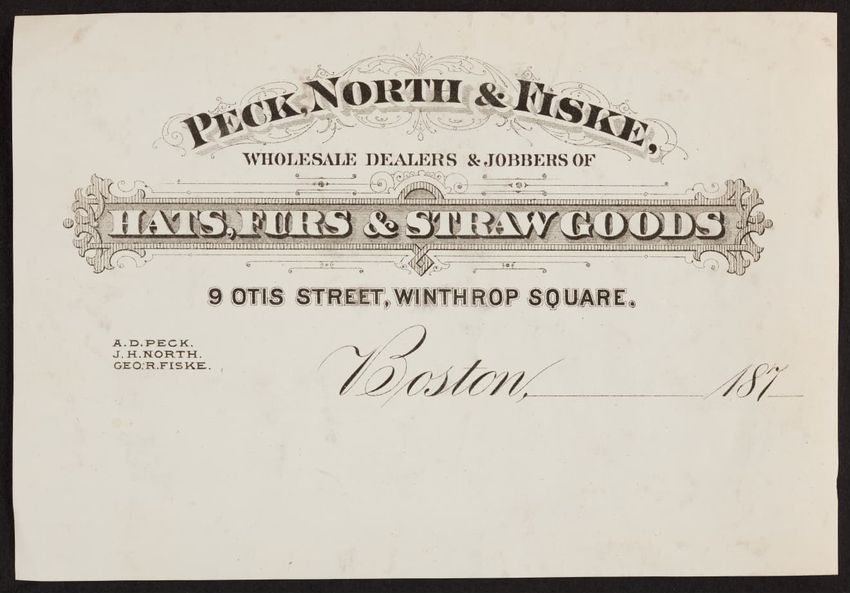 PECK, NORTH & FISKE,
WHOLESALE DEALERS & JOBBERS OF
HATS, FURS & STRAW GOODS
9 OTIS STREET, WINTHROP SQUARE.
A. D. PECK.
J. H. NORTH.
GEO. R. FISKE.
Boston, 187